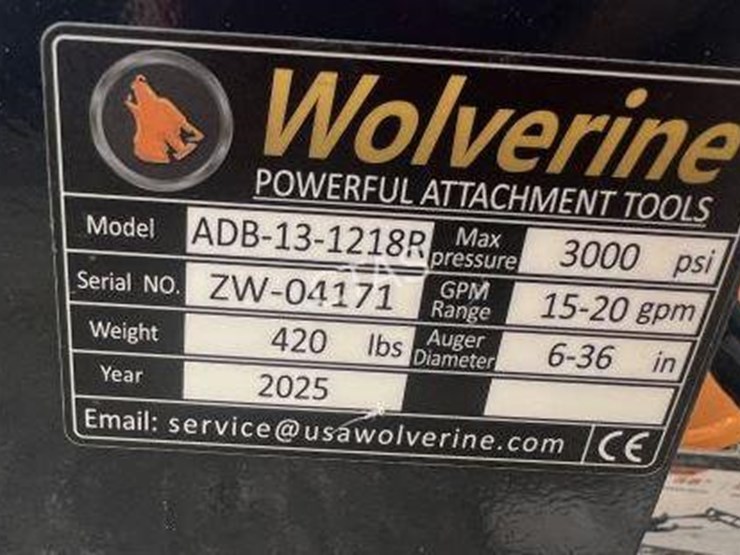 Wolverine
POWERFUL ATTACHMENT TOOLS
Model ADB-13-1218R Max pressure 3000 psi
Serial NO. ZW-04171 GPM Range 15-20 gpm
Weight 420 lbs Auger Diameter 6-36 in
Year 2025
Email: service@usawolverine.com CE